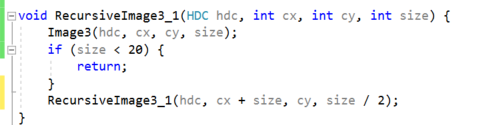 void RecursiveImage3_1(HDC hdc, int cx, int cy, int size) {
    Image3(hdc, cx, cy, size);
    if (size < 20) {
        return;
    }
    RecursiveImage3_1(hdc, cx + size, cy, size / 2);
}